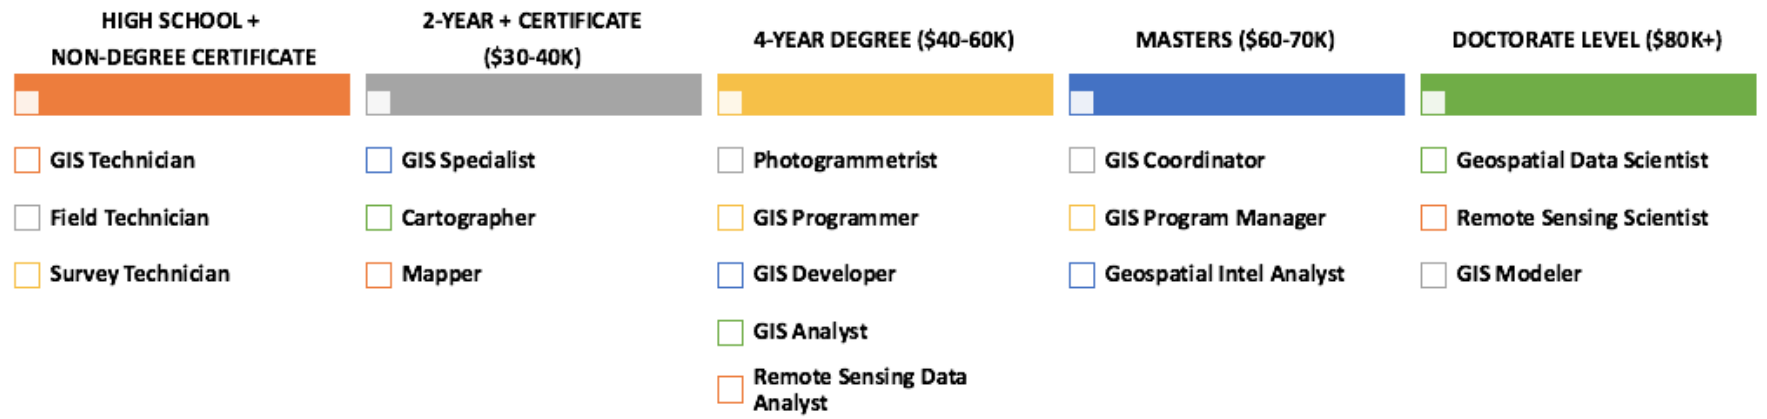 HIGH SCHOOL +
NON-DEGREE CERTIFICATE
GIS Technician
Field Technician
Survey Technician
2-YEAR + CERTIFICATE
($30-40K)
GIS Specialist
Cartographer
Mapper
4-YEAR DEGREE ($40-60K)
Photogrammetrist
GIS Programmer
GIS Developer
GIS Analyst
Remote Sensing Data
Analyst
MASTERS ($60-70K)
GIS Coordinator
GIS Program Manager
Geospatial Intel Analyst
DOCTORATE LEVEL ($80K+)
Geospatial Data Scientist
Remote Sensing Scientist
GIS Modeler